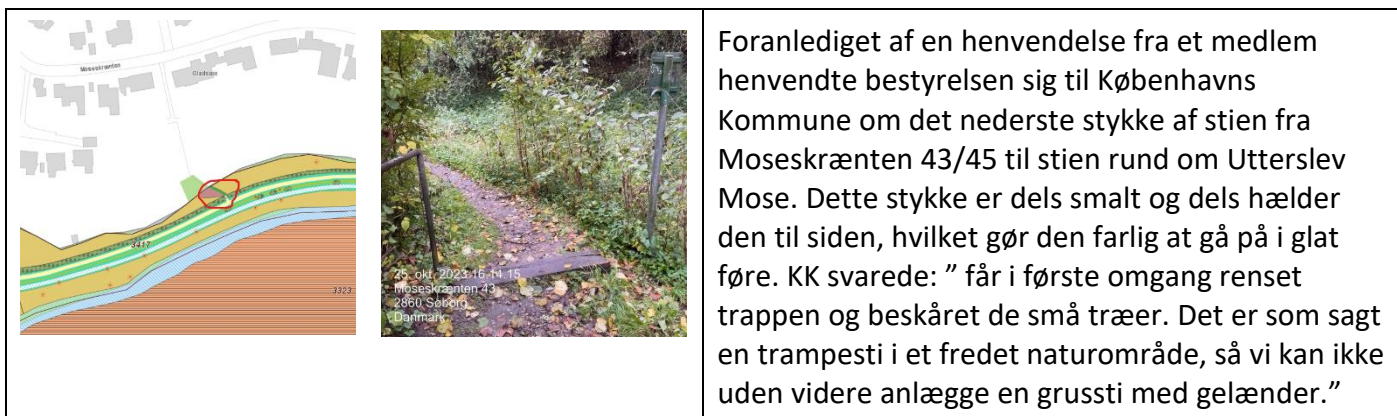 Moseskrænten
Gladsaxe
3417
3323
25. okt. 2023 16.14.15
Moseskrænten 43
2860 Søborg
Danmark
Foranlediget af en henvendelse fra et medlem
henvendte bestyrelsen sig til Københavns
Kommune om det nederste stykke af stien fra
Moseskrænten 43/45 til stien rund om Utterslev
Mose. Dette stykke er dels smalt og dels hælder
den til siden, hvilket gør den farlig at gå på i glat
føre. KK svarede: ” får i første omgang renset
trappen og beskåret de små træer. Det er som sagt
en trampesti i et fredet naturområde, så vi kan ikke
uden videre anlægge en grussti med gelænder.”